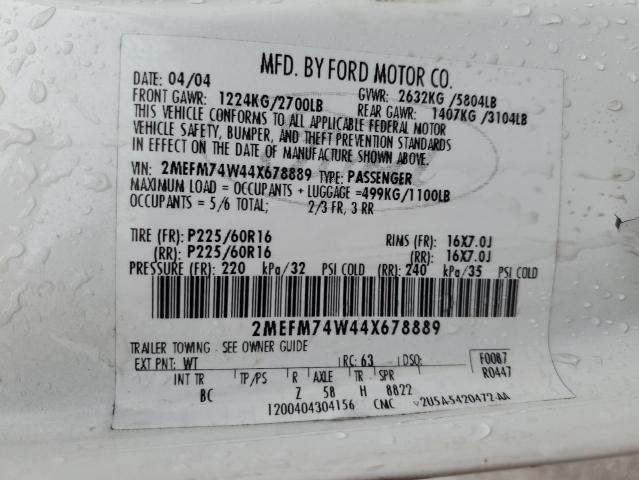 MFD. BY FORD MOTOR CO.
DATE: 04/04 GVWR: 2632KG /5804LB
FRONT GAWR: 1224KG/2700LB REAR GAWR: 1407KG /3104LB
THIS VEHICLE CONFORMS TO ALL APPLICABLE FEDERAL MOTOR
VEHICLE SAFETY, BUMPER, AND THEFT PREVENTION STANDARDS
IN EFFECT ON THE DATE OF MANUFACTURE SHOWN ABOVE.
VIN: 2MEFM74W44X678889 TYPE: PASSENGER
MAXIMUM LOAD = OCCUPANTS + LUGGAGE =499KG/1100LB
OCCUPANTS = 5/6 TOTAL; 2/3 FR, 3 RR
TIRE (FR): P225/60R16 RIMS (FR): 16X7.0J
(RR): P225/60R16 (RR): 16X7.0J
PRESSURE (FR): 220 kPa/32 PSI COLD (RR): 240 kPa/35 PSI COLD
2MEFM74W44X678889
TRAILER TOWING - SEE OWNER GUIDE
EXT PNT: WT RC: 63 DSO: F0087
INT TR TP/PS R AXLE TR SPR R0447
BC Z 58 H 8822
1200404304156 CMC V2U5A-5420472-AA